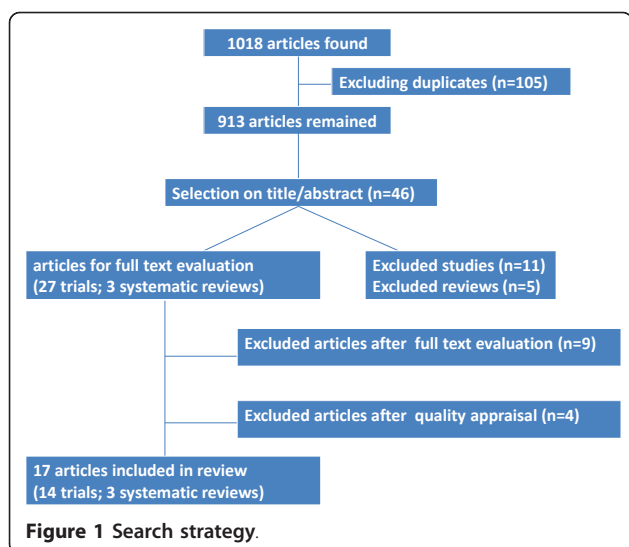 1018 articles found
Excluding duplicates (n=105)
913 articles remained
Selection on title/abstract (n=46)
articles for full text evaluation
(27 trials; 3 systematic reviews)
Excluded studies (n=11)
Excluded reviews (n=5)
Excluded articles after full text evaluation (n=9)
Excluded articles after quality appraisal (n=4)
17 articles included in review
(14 trials; 3 systematic reviews)
Figure 1 Search strategy.